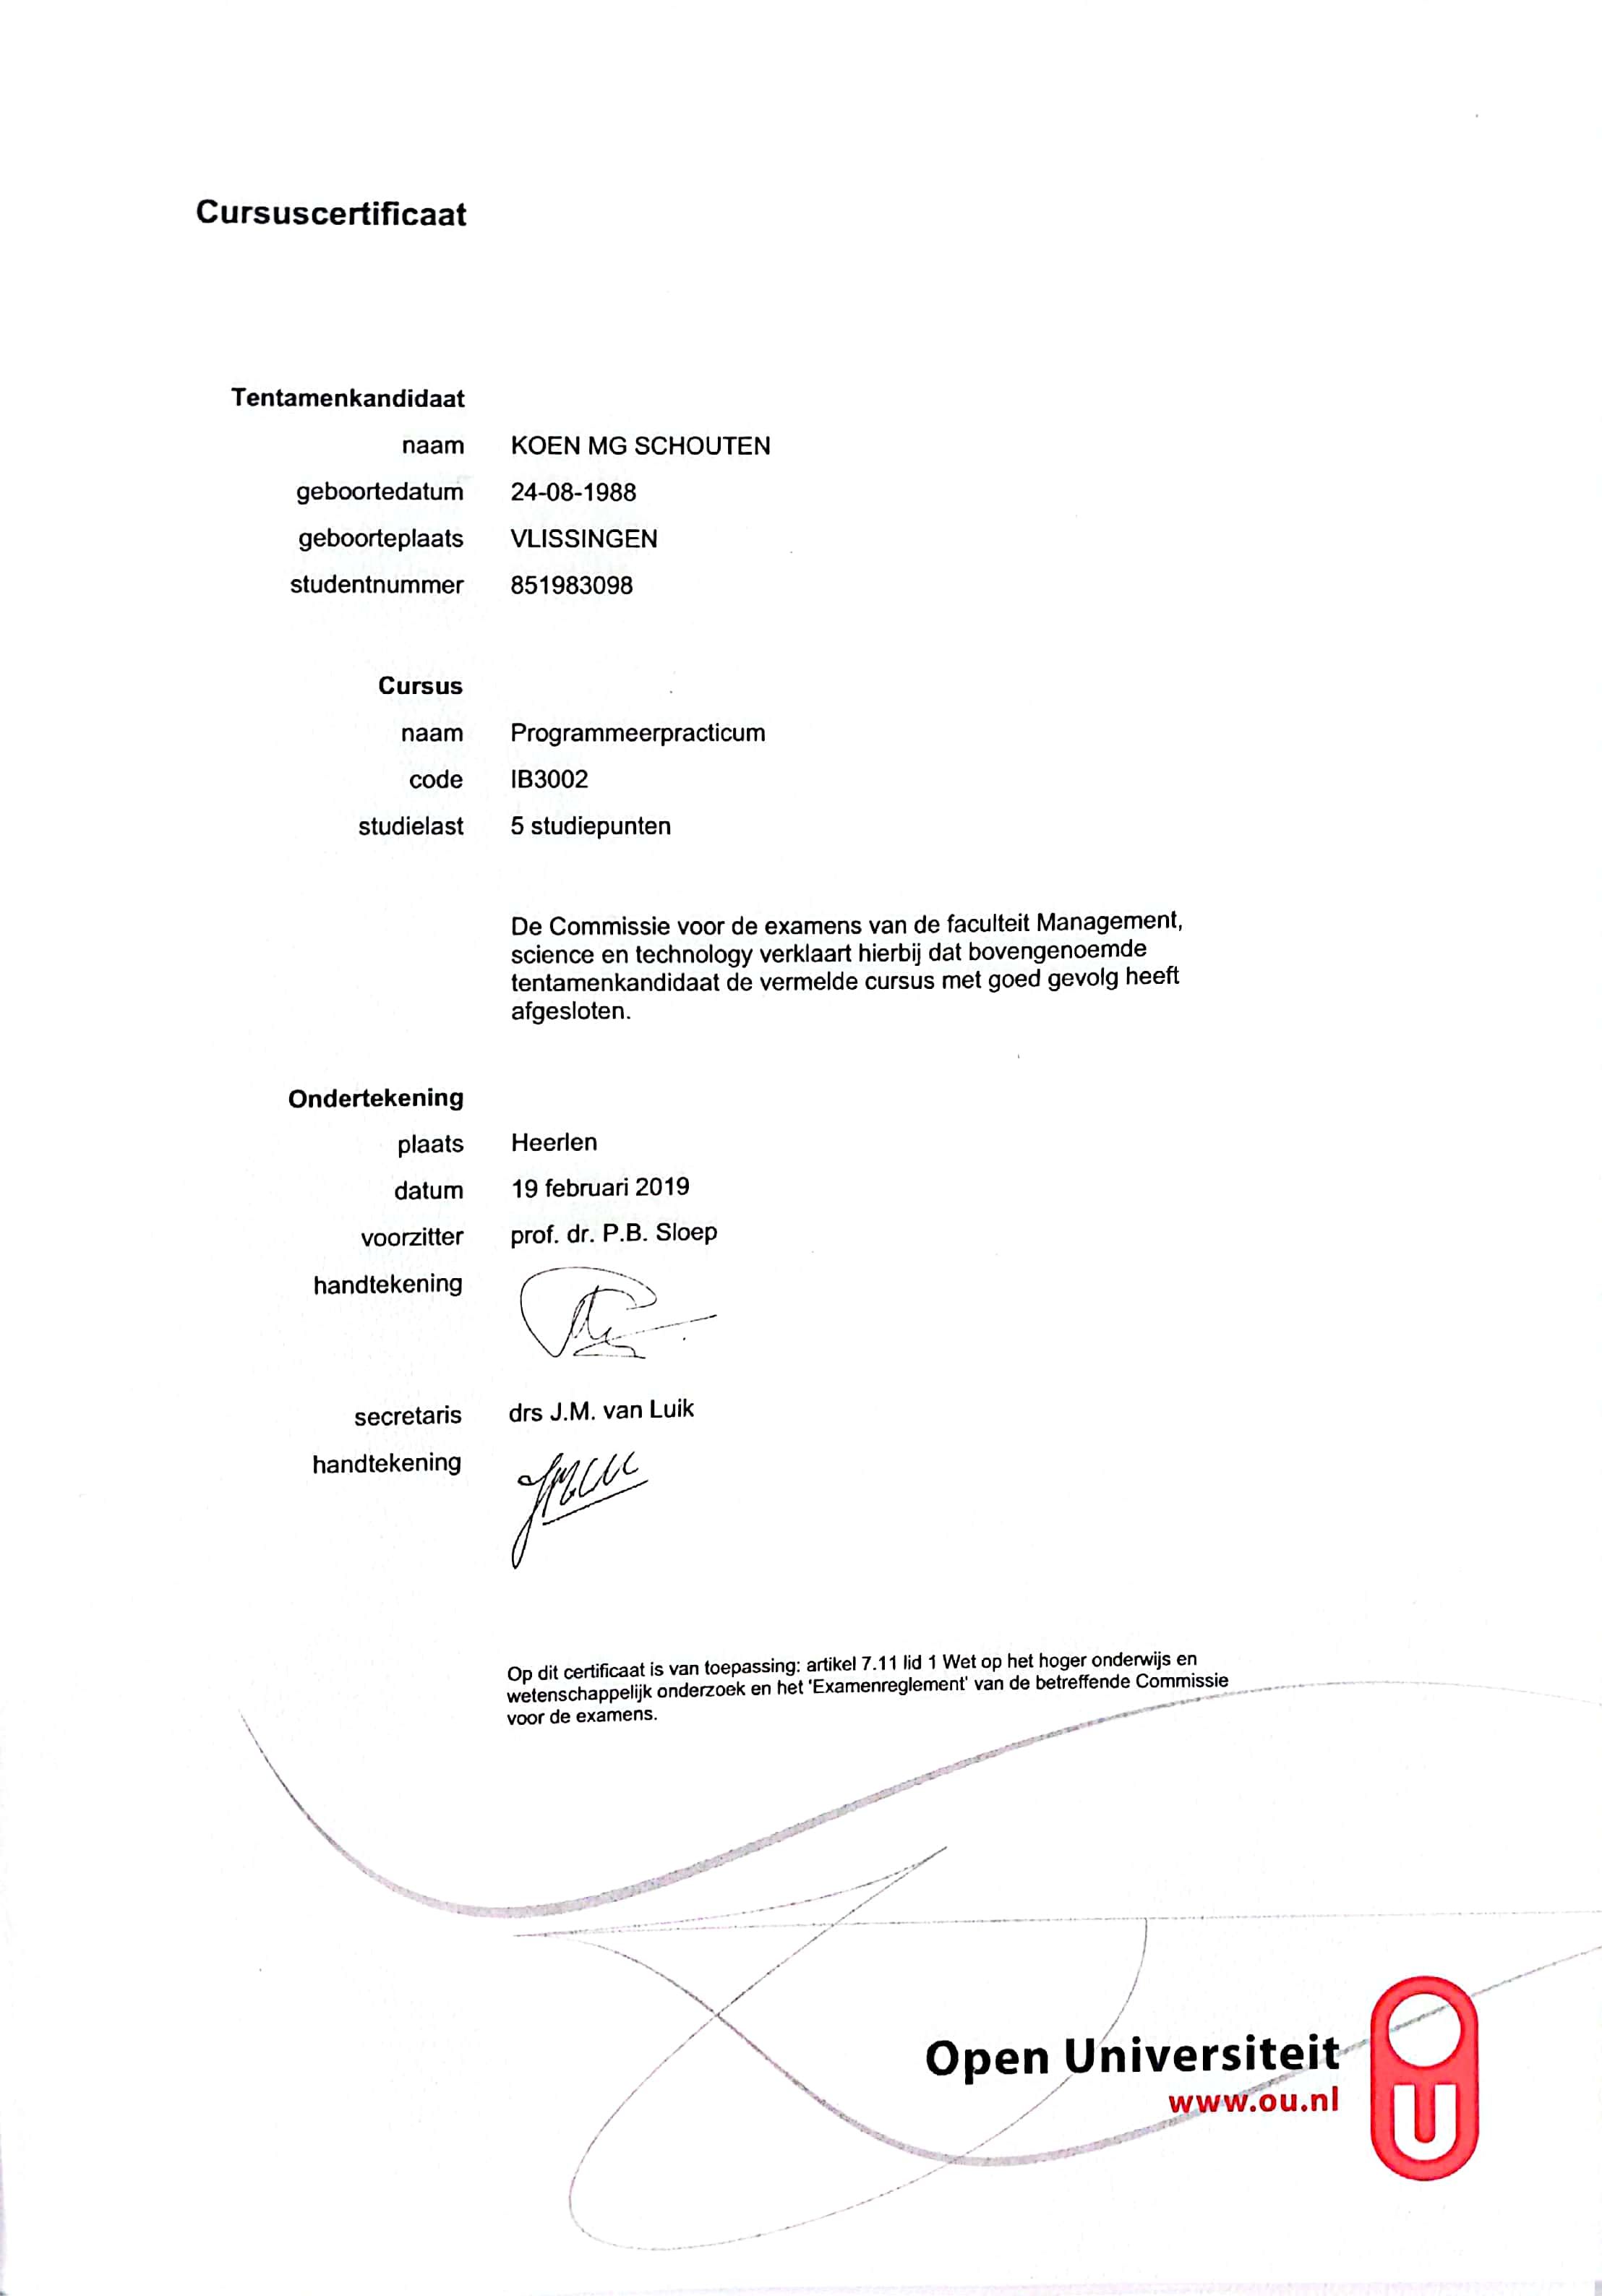 Cursuscertificaat
Tentamenkandidaat
naam KOEN MG SCHOUTEN
geboortedatum 24-08-1988
geboorteplaats VLISSINGEN
studentnummer 851983098
Cursus
naam Programmeerpracticum
code IB3002
studielast 5 studiepunten
De Commissie voor de examens van de faculteit Management,
science en technology verklaart hierbij dat bovengenoemde
tentamenkandidaat de vermelde cursus met goed gevolg heeft
afgesloten.
Ondertekening
plaats Heerlen
datum 19 februari 2019
voorzitter prof. dr. P.B. Sloep
handtekening
secretaris drs J.M. van Luik
handtekening
Op dit certificaat is van toepassing: artikel 7.11 lid 1 Wet op het hoger onderwijs en
wetenschappelijk onderzoek en het 'Examenreglement' van de betreffende Commissie
voor de examens.
Open Universiteit
www.ou.nl